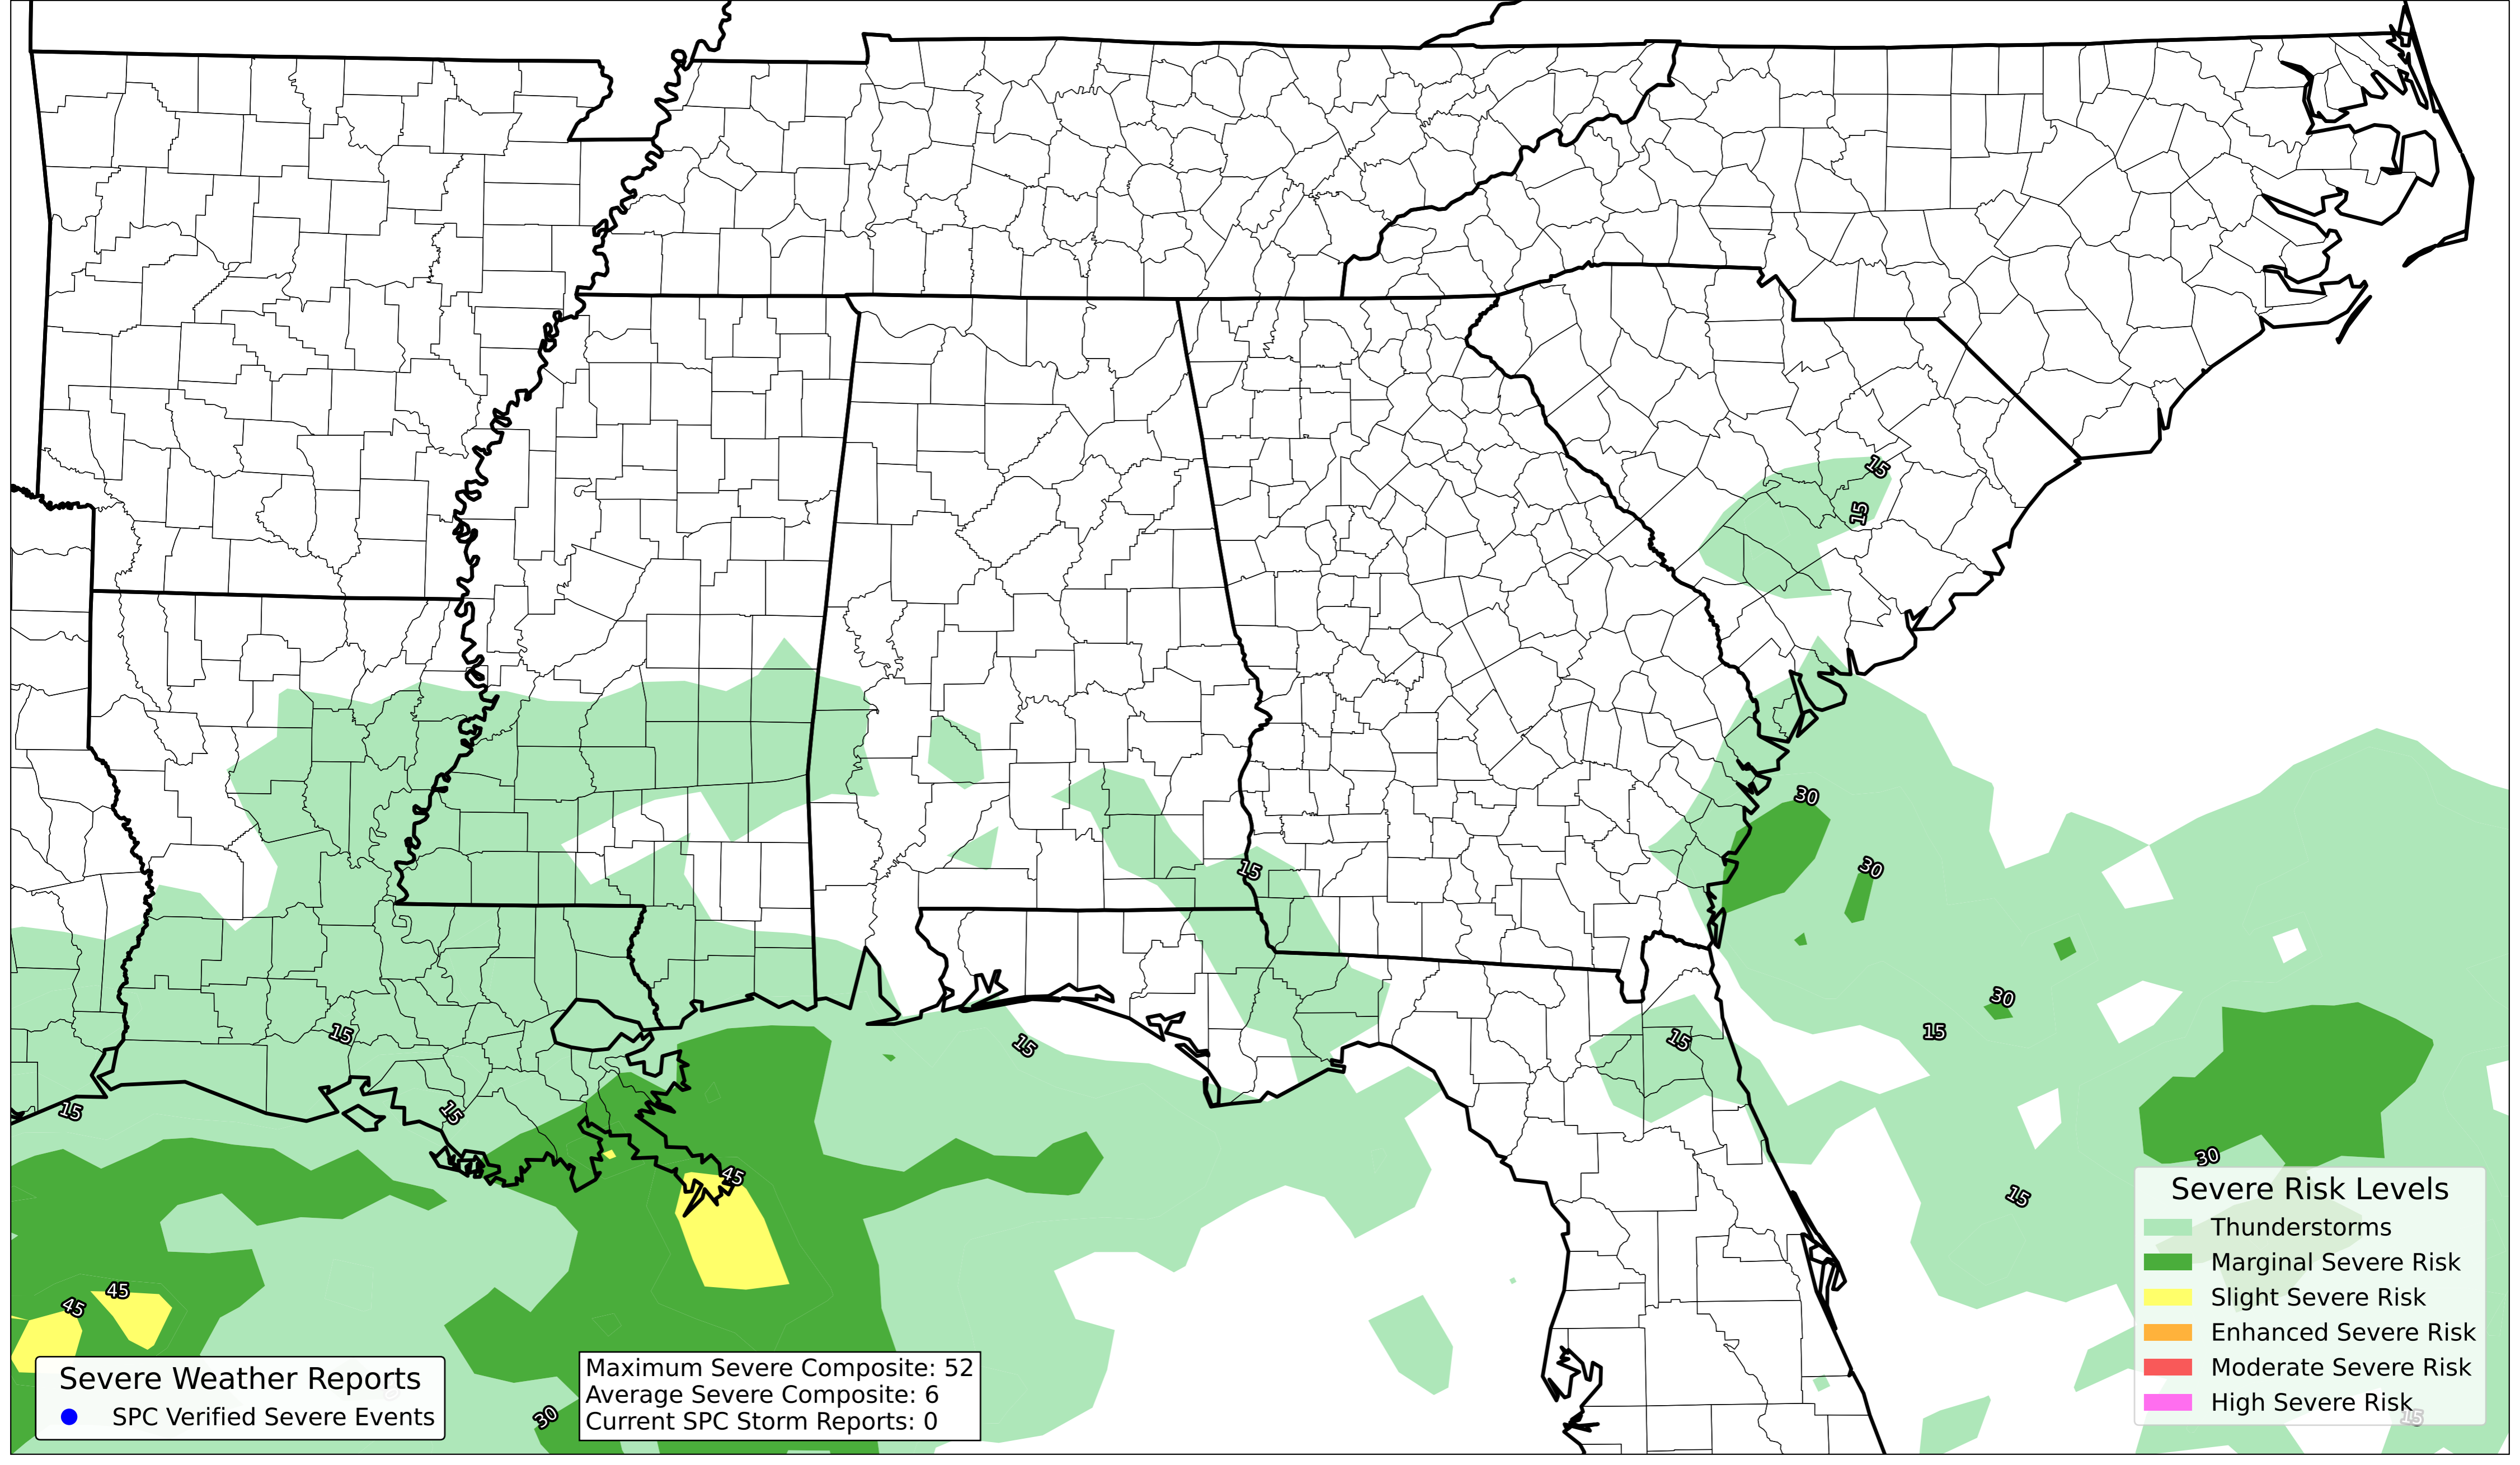 15
15
30
30
15
30
15
15
15
15
15
15
30
45
15
45
45
30
15
Severe Risk Levels
Thunderstorms
Marginal Severe Risk
Slight Severe Risk
Enhanced Severe Risk
Moderate Severe Risk
High Severe Risk
Severe Weather Reports
SPC Verified Severe Events
Maximum Severe Composite: 52
Average Severe Composite: 6
Current SPC Storm Reports: 0